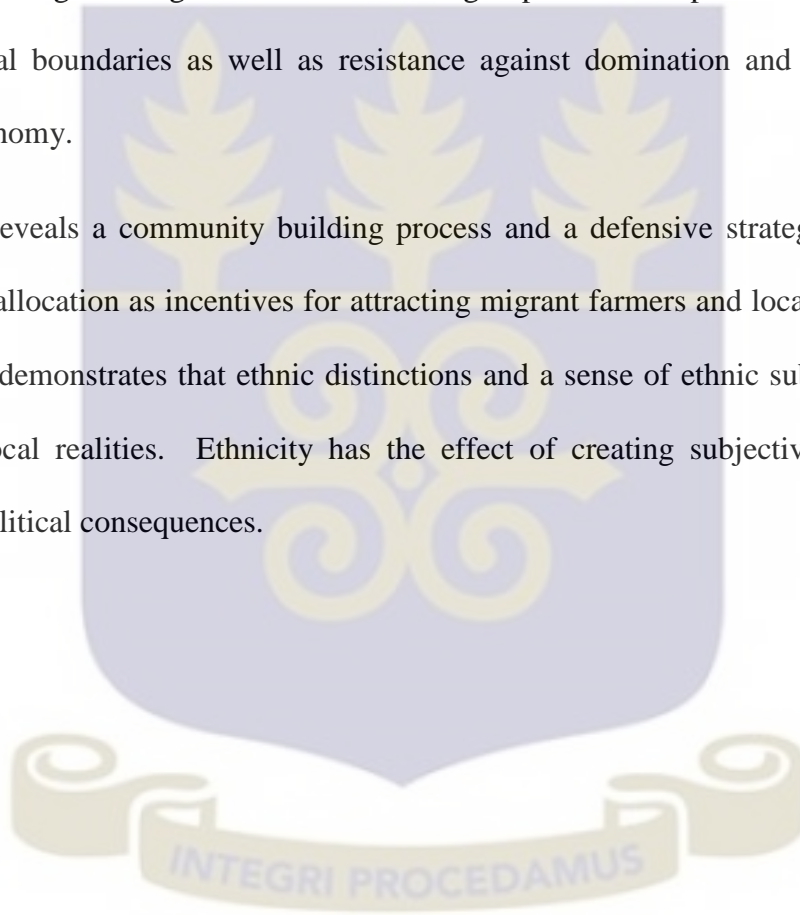 al boundaries as well as resistance against domination and
nomy.
eveals a community building process and a defensive strateg
allocation as incentives for attracting migrant farmers and loca
demonstrates that ethnic distinctions and a sense of ethnic su
ocal realities. Ethnicity has the effect of creating subjectiv
litical consequences.
INTEGRI PROCEDAMUS